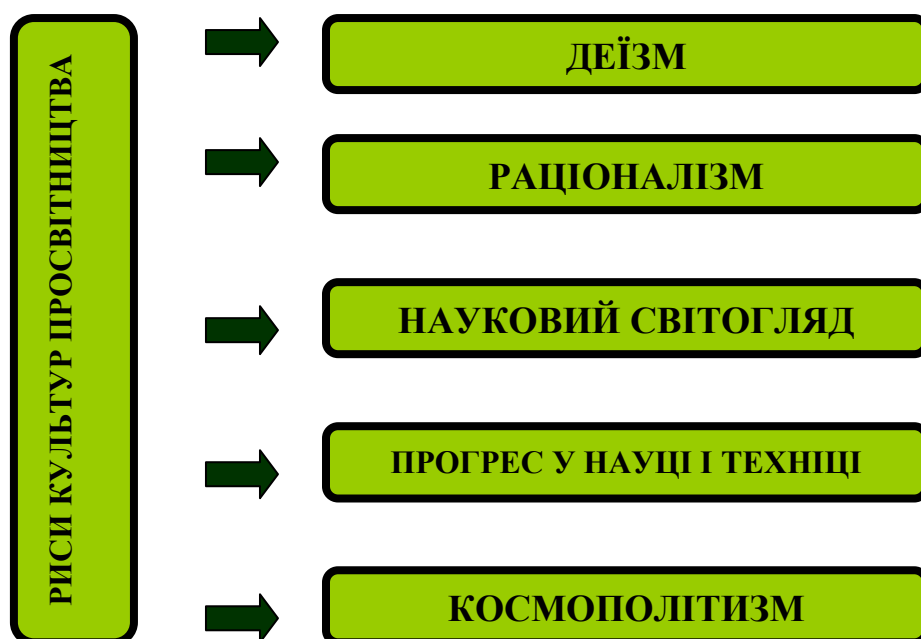 РИСИ КУЛЬТУР ПРОСВІТНИЦТВА
ДЕЇЗМ
РАЦІОНАЛІЗМ
НАУКОВИЙ СВІТОГЛЯД
ПРОГРЕС У НАУЦІ І ТЕХНІЦІ
КОСМОПОЛІТИЗМ